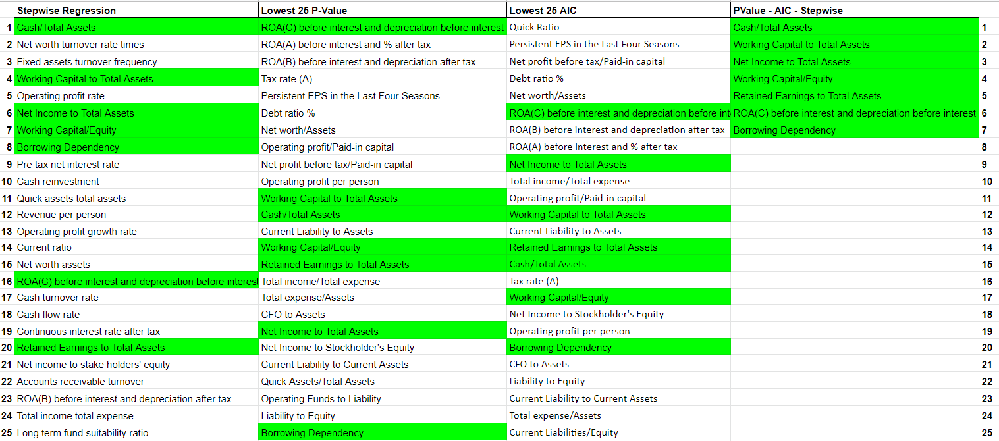 Stepwise Regression Lowest 25 P-Value Lowest 25 AIC PValue - AIC - Stepwise
1 Cash/Total Assets ROA(C) before interest and depreciation before interest Quick Ratio Cash/Total Assets 1
2 Net worth turnover rate times ROA(A) before interest and % after tax Persistent EPS in the Last Four Seasons Working Capital to Total Assets 2
3 Fixed assets turnover frequency ROA(B) before interest and depreciation after tax Net profit before tax/Paid-in capital Net Income to Total Assets 3
4 Working Capital to Total Assets Tax rate (A) Debt ratio % Working Capital/Equity 4
5 Operating profit rate Persistent EPS in the Last Four Seasons Net worth/Assets Retained Earnings to Total Assets 5
6 Net Income to Total Assets Debt ratio % ROA(C) before interest and depreciation before int ROA(C) before interest and depreciation before interest 6
7 Working Capital/Equity Net worth/Assets ROA(B) before interest and depreciation after tax Borrowing Dependency 7
8 Borrowing Dependency Operating profit/Paid-in capital ROA(A) before interest and % after tax 8
9 Pre tax net interest rate Net profit before tax/Paid-in capital Net Income to Total Assets 9
10 Cash reinvestment Operating profit per person Total income/Total expense 10
11 Quick assets total assets Working Capital to Total Assets Operating profit/Paid-in capital 11
12 Revenue per person Cash/Total Assets Working Capital to Total Assets 12
13 Operating profit growth rate Current Liability to Assets Current Liability to Assets 13
14 Current ratio Working Capital/Equity Retained Earnings to Total Assets 14
15 Net worth assets Retained Earnings to Total Assets Cash/Total Assets 15
16 ROA(C) before interest and depreciation before interest Total income/Total expense Tax rate (A) 16
17 Cash turnover rate Total expense/Assets Working Capital/Equity 17
18 Cash flow rate CFO to Assets Net Income to Stockholder's Equity 18
19 Continuous interest rate after tax Net Income to Total Assets Operating profit per person 19
20 Retained Earnings to Total Assets Net Income to Stockholder's Equity Borrowing Dependency 20
21 Net income to stake holders' equity Current Liability to Current Assets CFO to Assets 21
22 Accounts receivable turnover Quick Assets/Total Assets Liability to Equity 22
23 ROA(B) before interest and depreciation after tax Operating Funds to Liability Current Liability to Current Assets 23
24 Total income total expense Liability to Equity Total expense/Assets 24
25 Long term fund suitability ratio Borrowing Dependency Current Liabilities/Equity 25